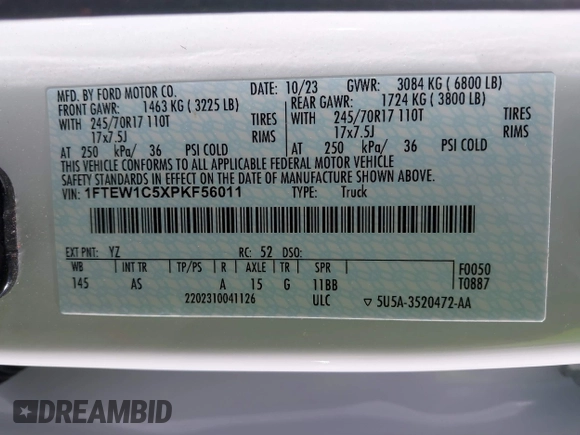 MFD. BY FORD MOTOR CO. DATE: 10/23 GVWR: 3084 KG ( 6800 LB)
FRONT GAWR: 1463 KG ( 3225 LB) REAR GAWR: 1724 KG ( 3800 LB)
WITH 245/70R17 110T TIRES WITH 245/70R17 110T TIRES
17x7.5J RIMS 17x7.5J RIMS
AT 250 kPa/ 36 PSI COLD AT 250 kPa/ 36 PSI COLD
THIS VEHICLE CONFORMS TO ALL APPLICABLE FEDERAL MOTOR VEHICLE
SAFETY STANDARDS IN EFFECT ON THE DATE OF MANUFACTURE SHOWN ABOVE.
VIN: 1FTEW1C5XPKF56011 TYPE: Truck
EXT PNT: YZ RC: 52 DSO:
WB INT TR TP/PS R AXLE TR SPR F0050
145 AS A 15 G 11BB T0887
2202310041126 ULC ▽ 5U5A-3520472-AA
DREAMBID